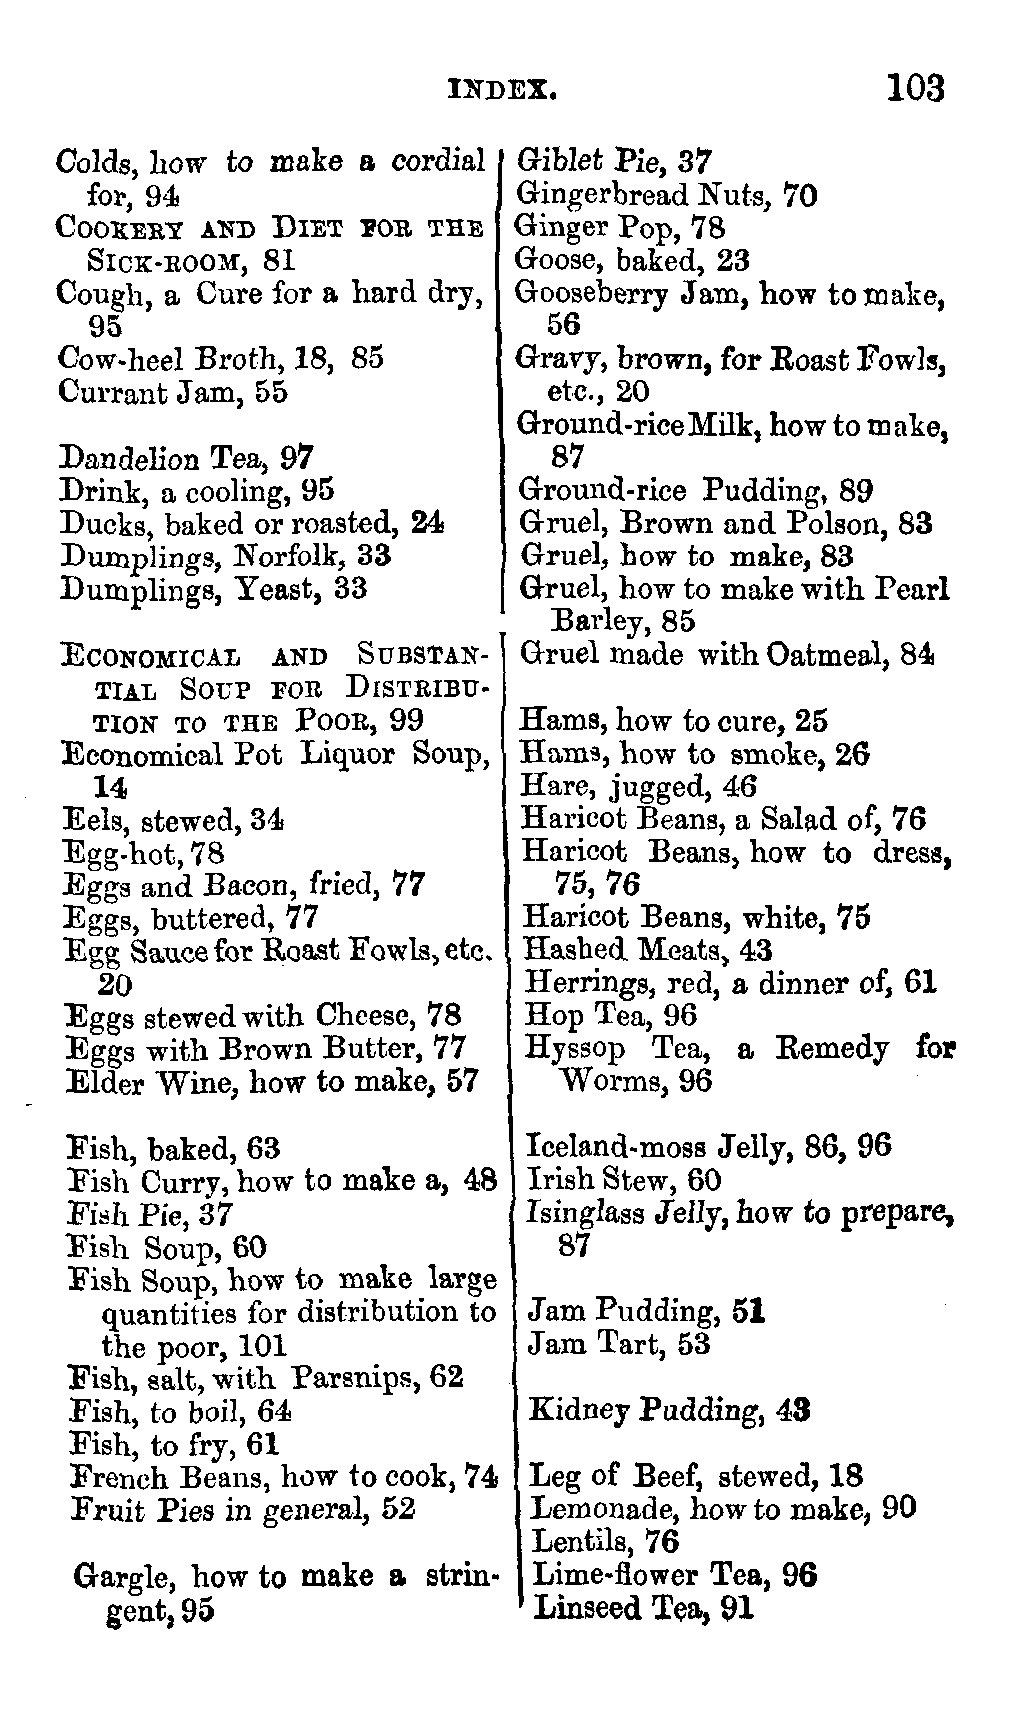 INDEX. 103
Colds, how to make a cordial
for, 94
COOKERY AND DIET FOR THE
SICK-ROOM, 81
Cough, a Cure for a hard dry,
95
Cow-heel Broth, 18, 85
Currant Jam, 55
Dandelion Tea, 97
Drink, a cooling, 95
Ducks, baked or roasted, 24
Dumplings, Norfolk, 33
Dumplings, Yeast, 33
ECONOMICAL AND SUBSTAN-
TIAL SOUP FOR DISTRIBU-
TION TO THE POOR, 99
Economical Pot Liquor Soup,
14
Eels, stewed, 34
Egg-hot, 78
Eggs and Bacon, fried, 77
Eggs, buttered, 77
Egg Sauce for Roast Fowls, etc.
20
Eggs stewed with Cheese, 78
Eggs with Brown Butter, 77
Elder Wine, how to make, 57
Fish, baked, 63
Fish Curry, how to make a, 48
Fish Pie, 37
Fish Soup, 60
Fish Soup, how to make large
quantities for distribution to
the poor, 101
Fish, salt, with Parsnips, 62
Fish, to boil, 64
Fish, to fry, 61
French Beans, how to cook, 74
Fruit Pies in general, 52
Gargle, how to make a strin-
gent, 95
Giblet Pie, 37
Gingerbread Nuts, 70
Ginger Pop, 78
Goose, baked, 23
Gooseberry Jam, how to make,
56
Gravy, brown, for Roast Fowls,
etc., 20
Ground-rice Milk, how to make,
87
Ground-rice Pudding, 89
Gruel, Brown and Polson, 83
Gruel, how to make, 83
Gruel, how to make with Pearl
Barley, 85
Gruel made with Oatmeal, 84
Hams, how to cure, 25
Hams, how to smoke, 26
Hare, jugged, 46
Haricot Beans, a Salad of, 76
Haricot Beans, how to dress,
75, 76
Haricot Beans, white, 75
Hashed Meats, 43
Herrings, red, a dinner of, 61
Hop Tea, 96
Hyssop Tea, a Remedy for
Worms, 96
Iceland-moss Jelly, 86, 96
Irish Stew, 60
Isinglass Jelly, how to prepare,
87
Jam Pudding, 51
Jam Tart, 53
Kidney Pudding, 43
Leg of Beef, stewed, 18
Lemonade, how to make, 90
Lentils, 76
Lime-flower Tea, 96
Linseed Tea, 91